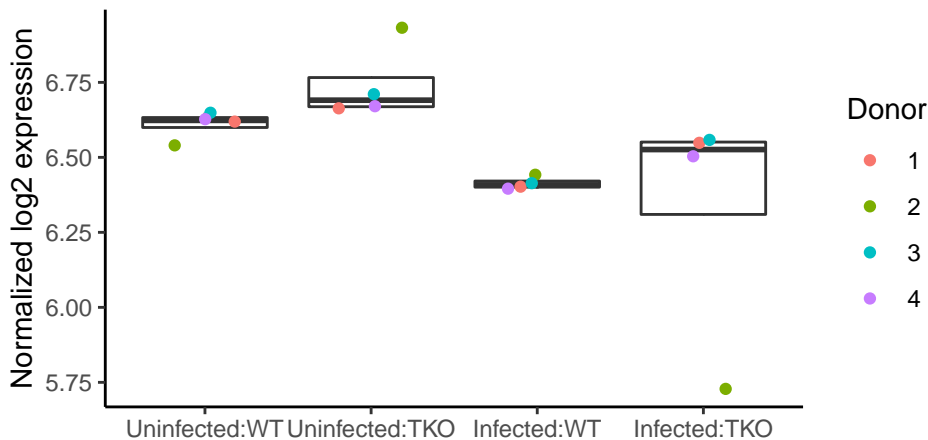 Normalized log2 expression
6.75
6.50
6.25
6.00
5.75
Uninfected:WT
Uninfected:TKO
Infected:WT
Infected:TKO
Donor
1
2
3
4